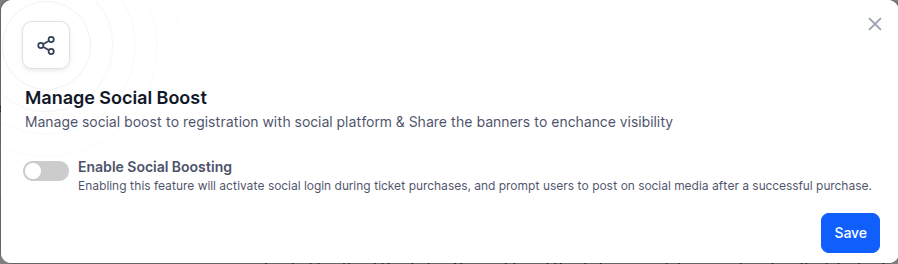 Manage Social Boost
Manage social boost to registration with social platform & Share the banners to enchance visibility
Enable Social Boosting
Enabling this feature will activate social login during ticket purchases, and prompt users to post on social media after a successful purchase.
Save